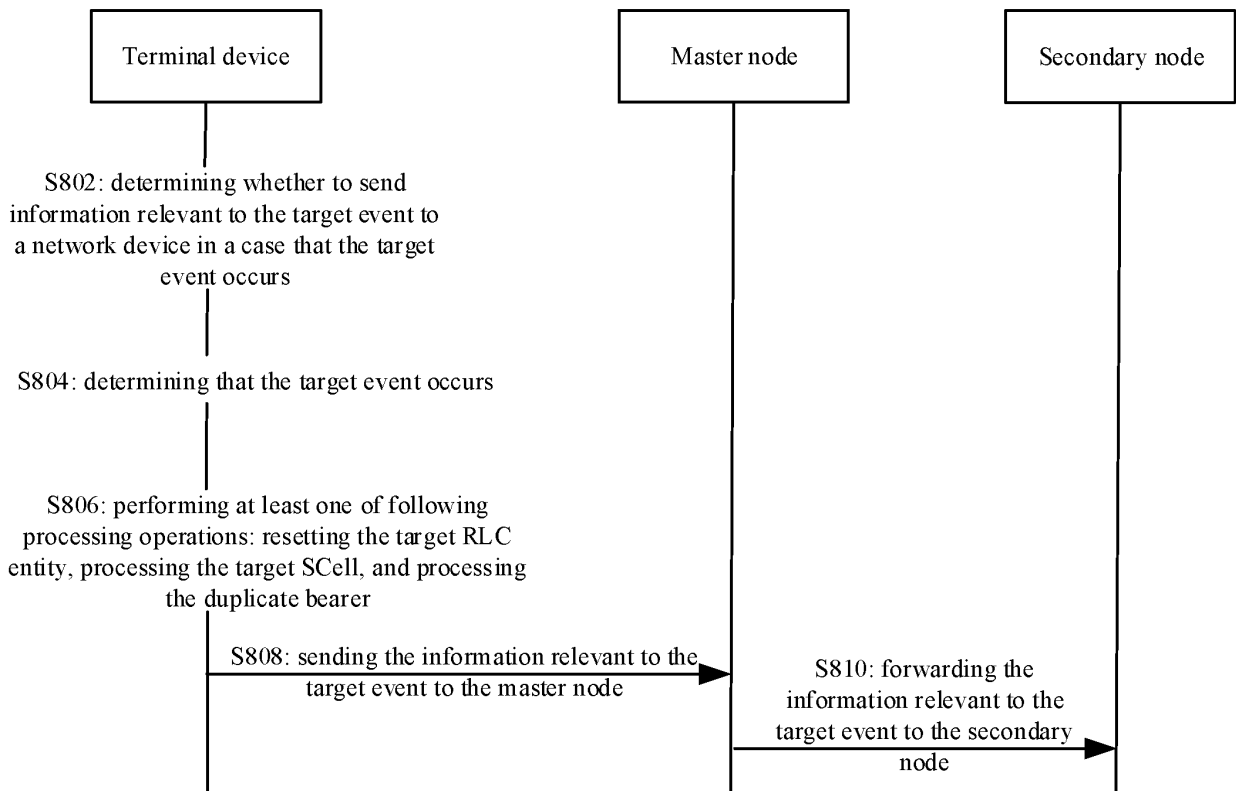 Terminal device
Master node
Secondary node
S802: determining whether to send
information relevant to the target event to
a network device in a case that the target
event occurs
S804: determining that the target event occurs
S806: performing at least one of following
processing operations: resetting the target RLC
entity, processing the target SCell, and processing
the duplicate bearer
S808: sending the information relevant to the
target event to the master node
S810: forwarding the
information relevant to the
target event to the secondary
node